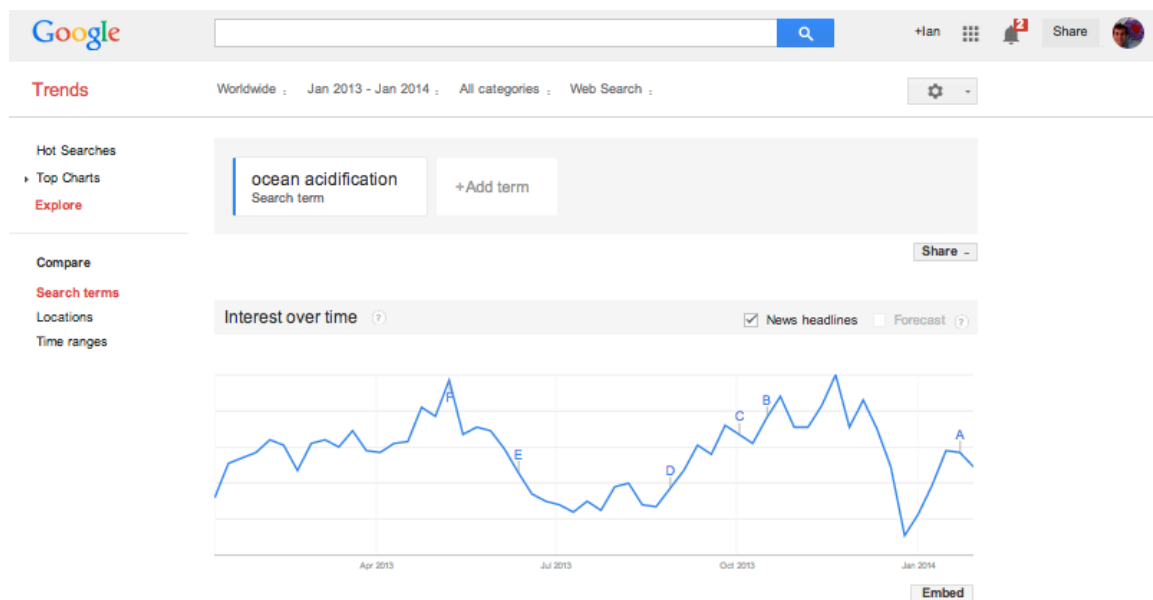 Google
+Ian
2
Share
Trends
Worldwide
Jan 2013 - Jan 2014
All categories
Web Search
Hot Searches
Top Charts
Explore
Compare
Search terms
Locations
Time ranges
ocean acidification
Search term
+Add term
Share
Interest over time ?
News headlines
Forecast ?
F
E
D
C
B
A
Apr 2013
Jul 2013
Oct 2013
Jan 2014
Embed